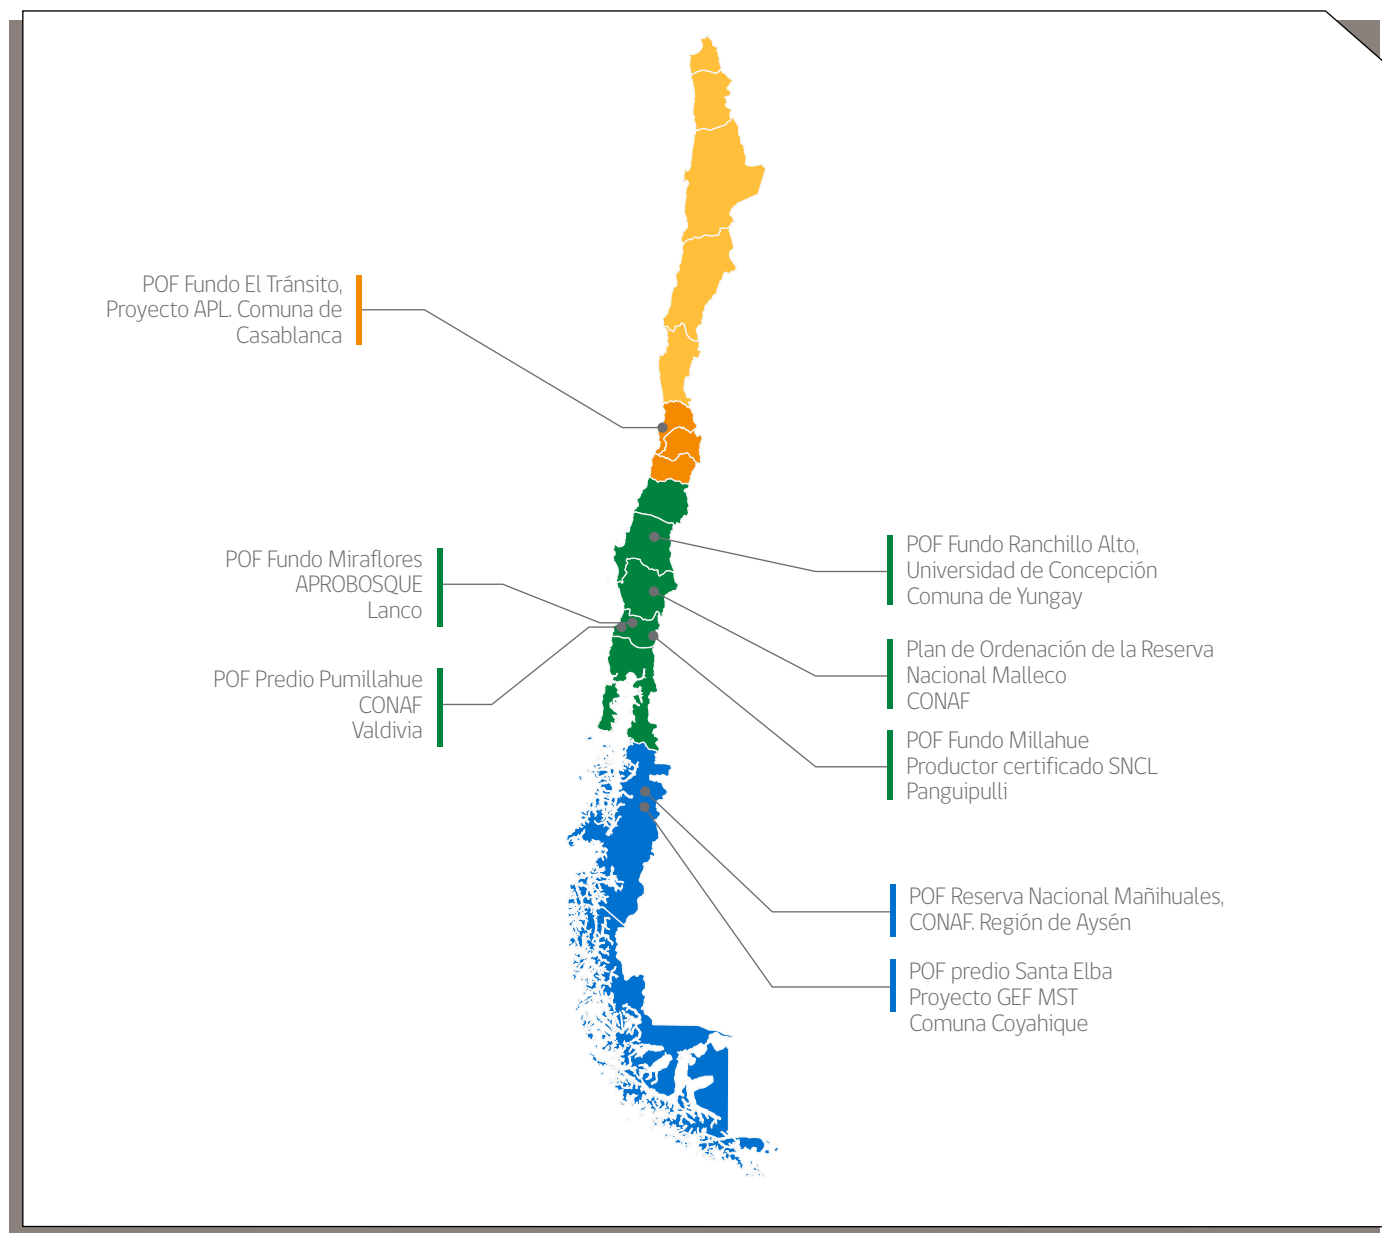 POF Fundo El Tránsito,
Proyecto APL. Comuna de
Casablanca
POF Fundo Miraflores
APROBOSQUE
Lanco
POF Predio Pumillahue
CONAF
Valdivia
POF Fundo Ranchillo Alto,
Universidad de Concepción
Comuna de Yungay
Plan de Ordenación de la Reserva
Nacional Malleco
CONAF
POF Fundo Millahue
Productor certificado SNCL
Panguipulli
POF Reserva Nacional Mañihuales,
CONAF. Región de Aysén
POF predio Santa Elba
Proyecto GEF MST
Comuna Coyahique